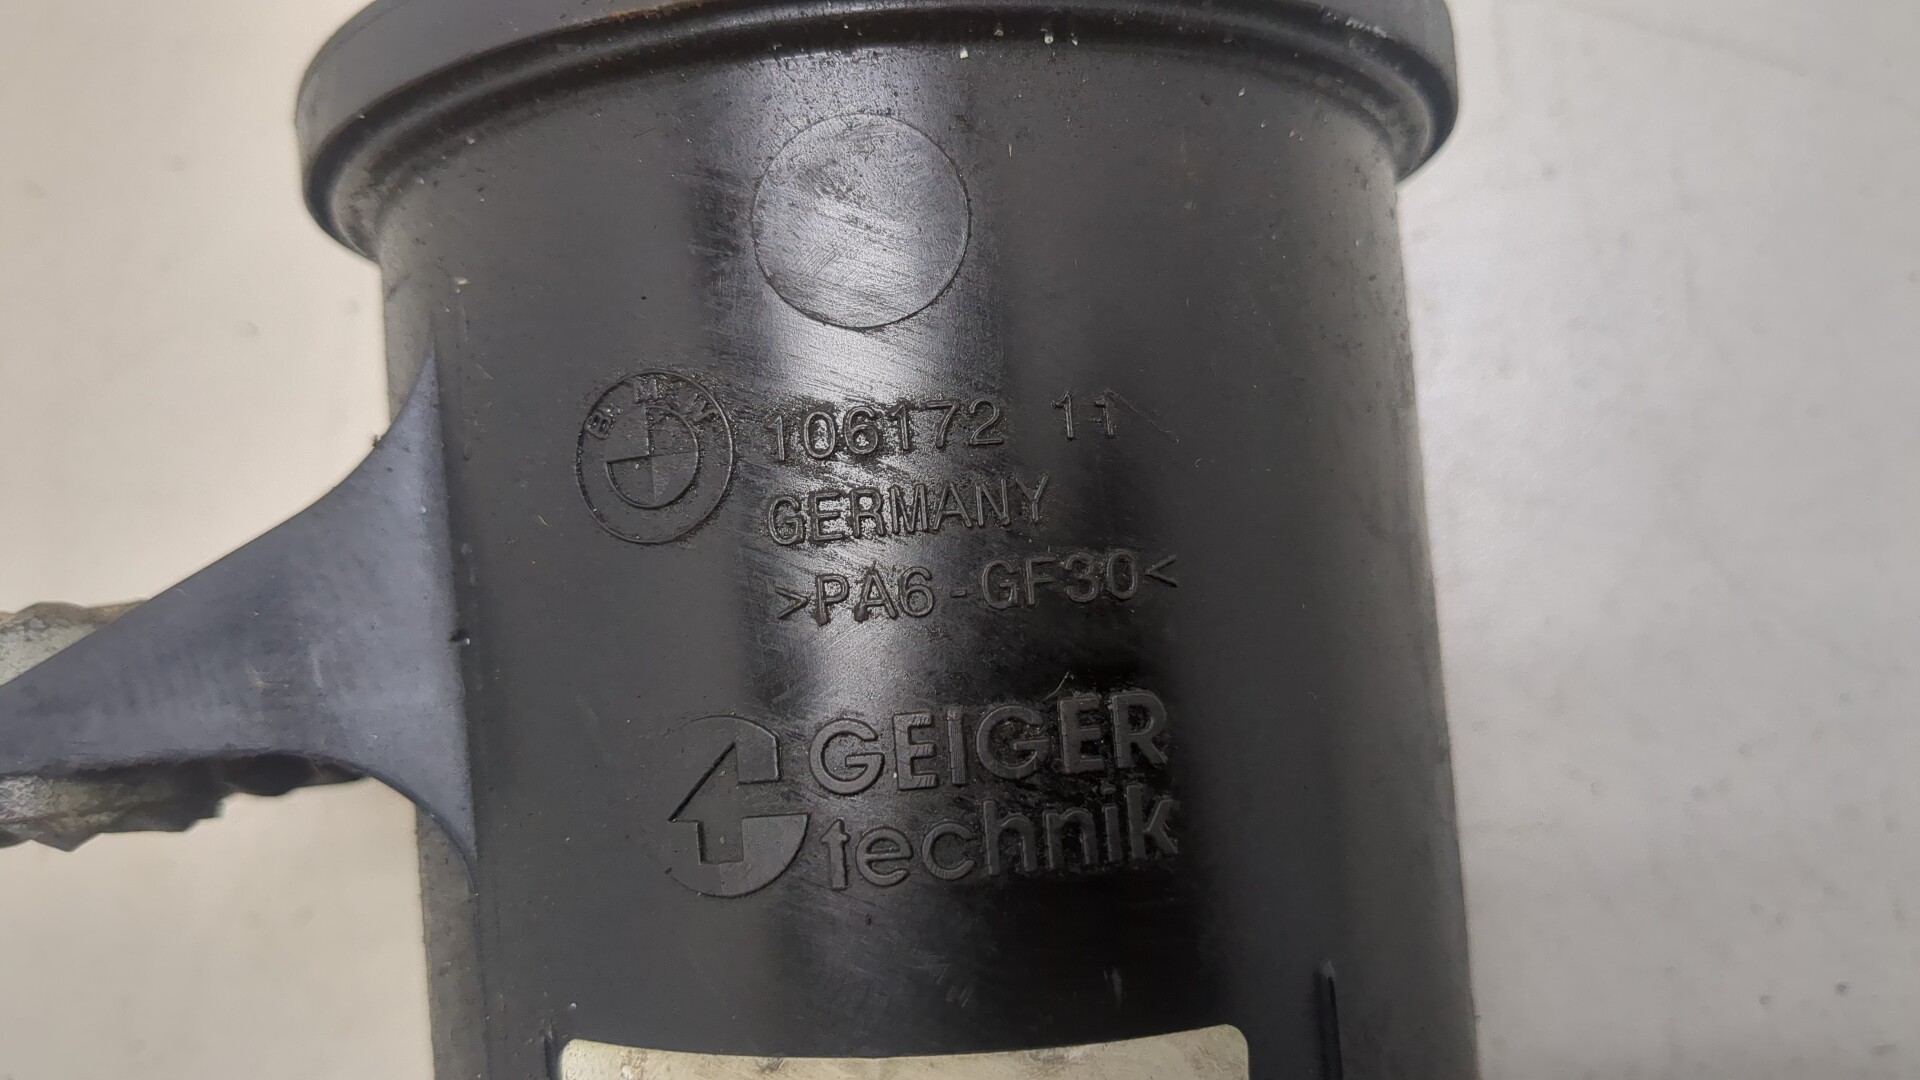 BMW 106172 11
GERMANY
>PA6-GF30<
GEIGER
technik